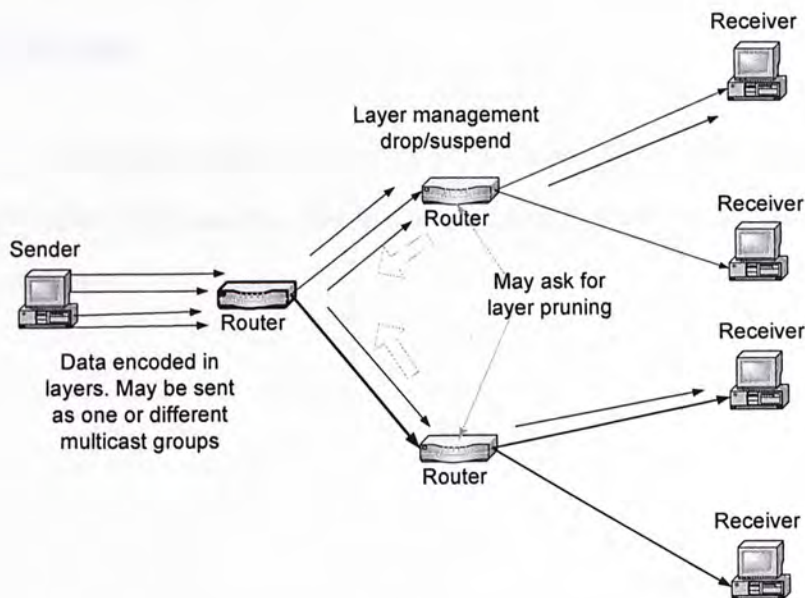 Receiver
Layer management
drop/suspend
Router
Receiver
Sender
May ask for
layer pruning
Router
Receiver
Data encoded in
layers. May be sent
as one or different
multicast groups
Router
Receiver